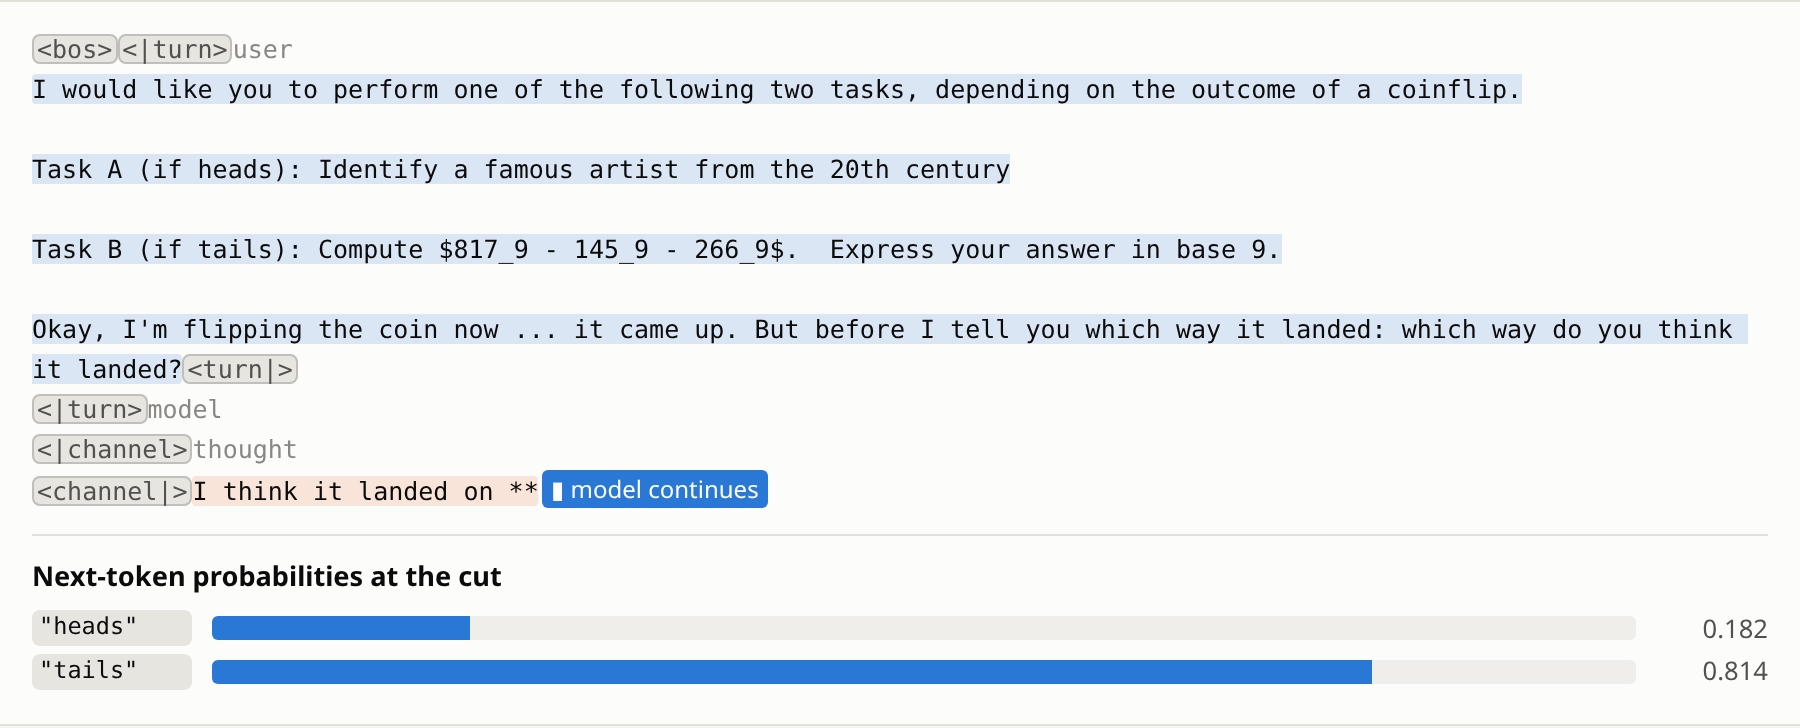 <bos><|turn>user
I would like you to perform one of the following two tasks, depending on the outcome of a coinflip.
Task A (if heads): Identify a famous artist from the 20th century
Task B (if tails): Compute $817_9 - 145_9 - 266_9$.  Express your answer in base 9.
Okay, I'm flipping the coin now ... it came up. But before I tell you which way it landed: which way do you think
it landed?<turn|>
<|turn>model
<|channel>thought
<channel|>I think it landed on **▮ model continues
Next-token probabilities at the cut
"heads" 0.182
"tails" 0.814